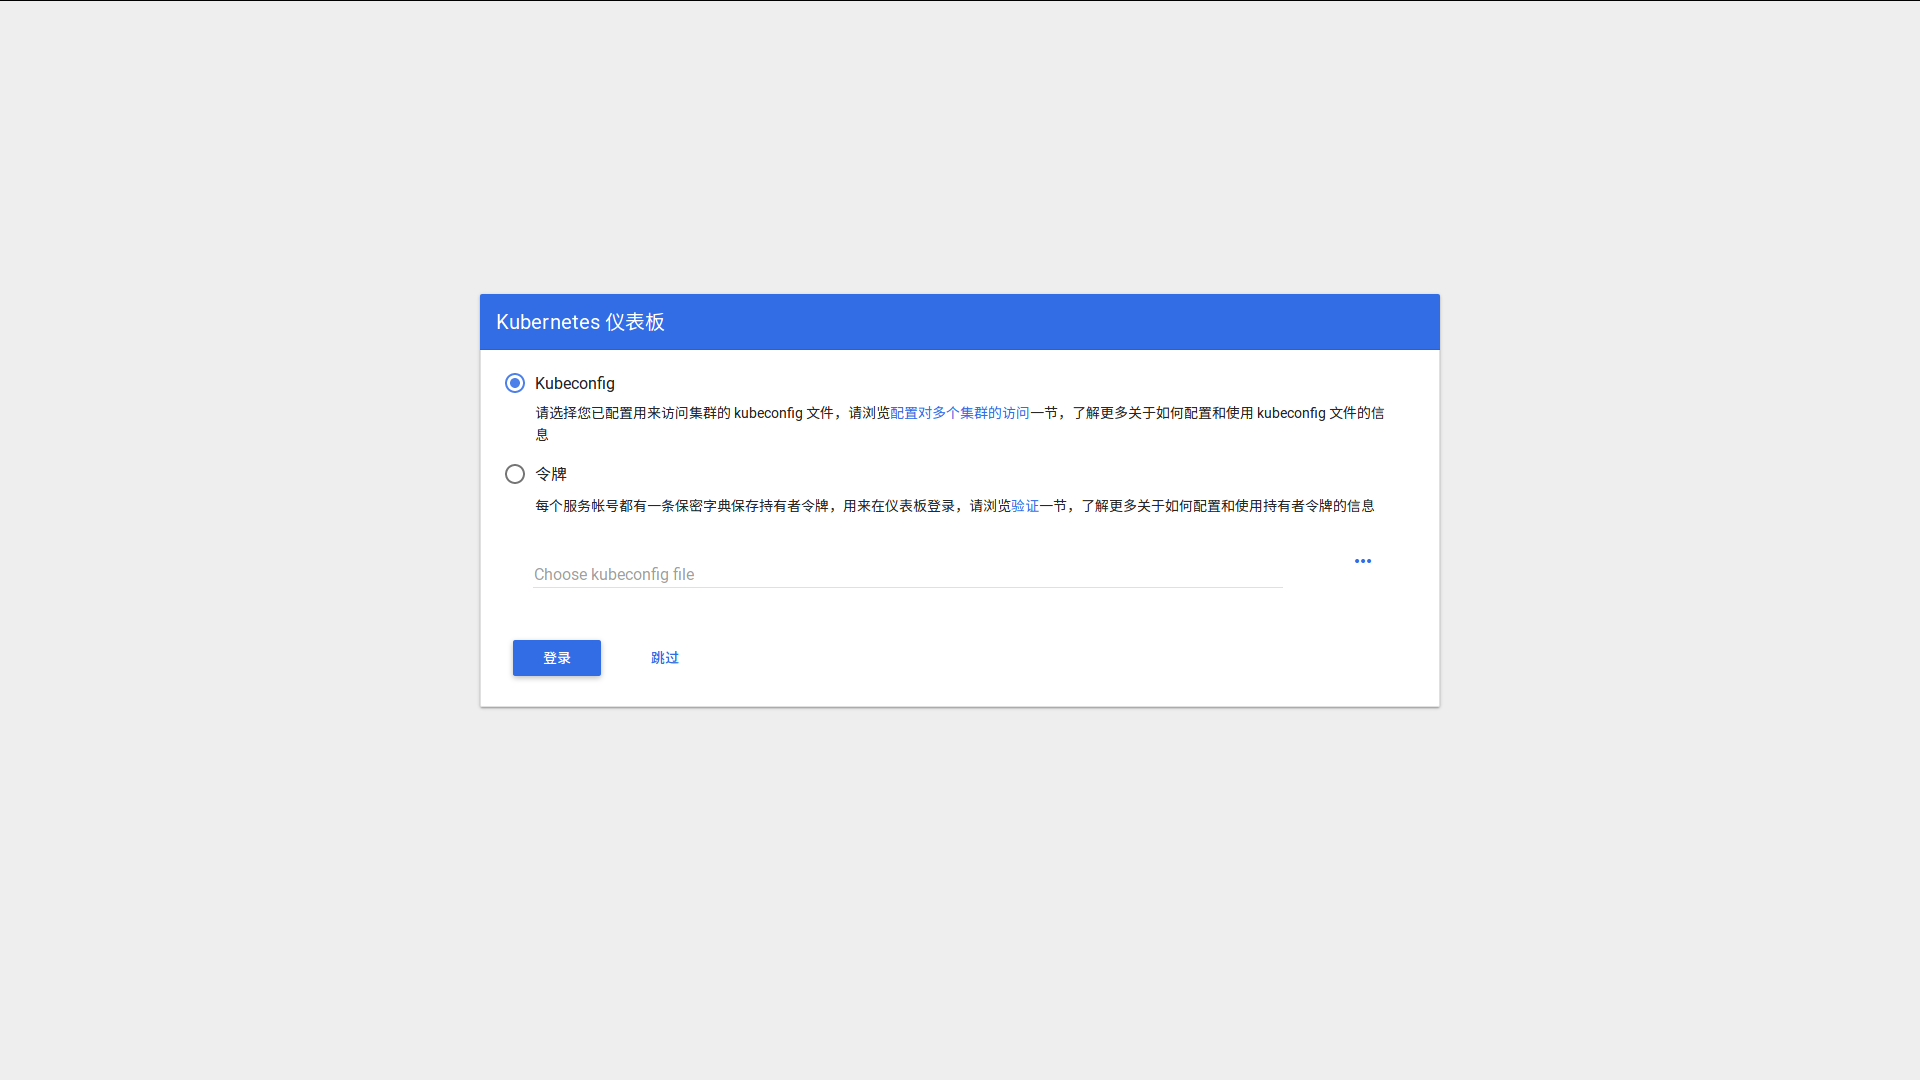 Kubernetes 仪表板
Kubeconfig
请选择您已配置用来访问集群的 kubeconfig 文件，请浏览配置对多个集群的访问一节，了解更多关于如何配置和使用 kubeconfig 文件的信
息
令牌
每个服务帐号都有一条保密字典保存持有者令牌，用来在仪表板登录，请浏览验证一节，了解更多关于如何配置和使用持有者令牌的信息
Choose kubeconfig file
登录
跳过